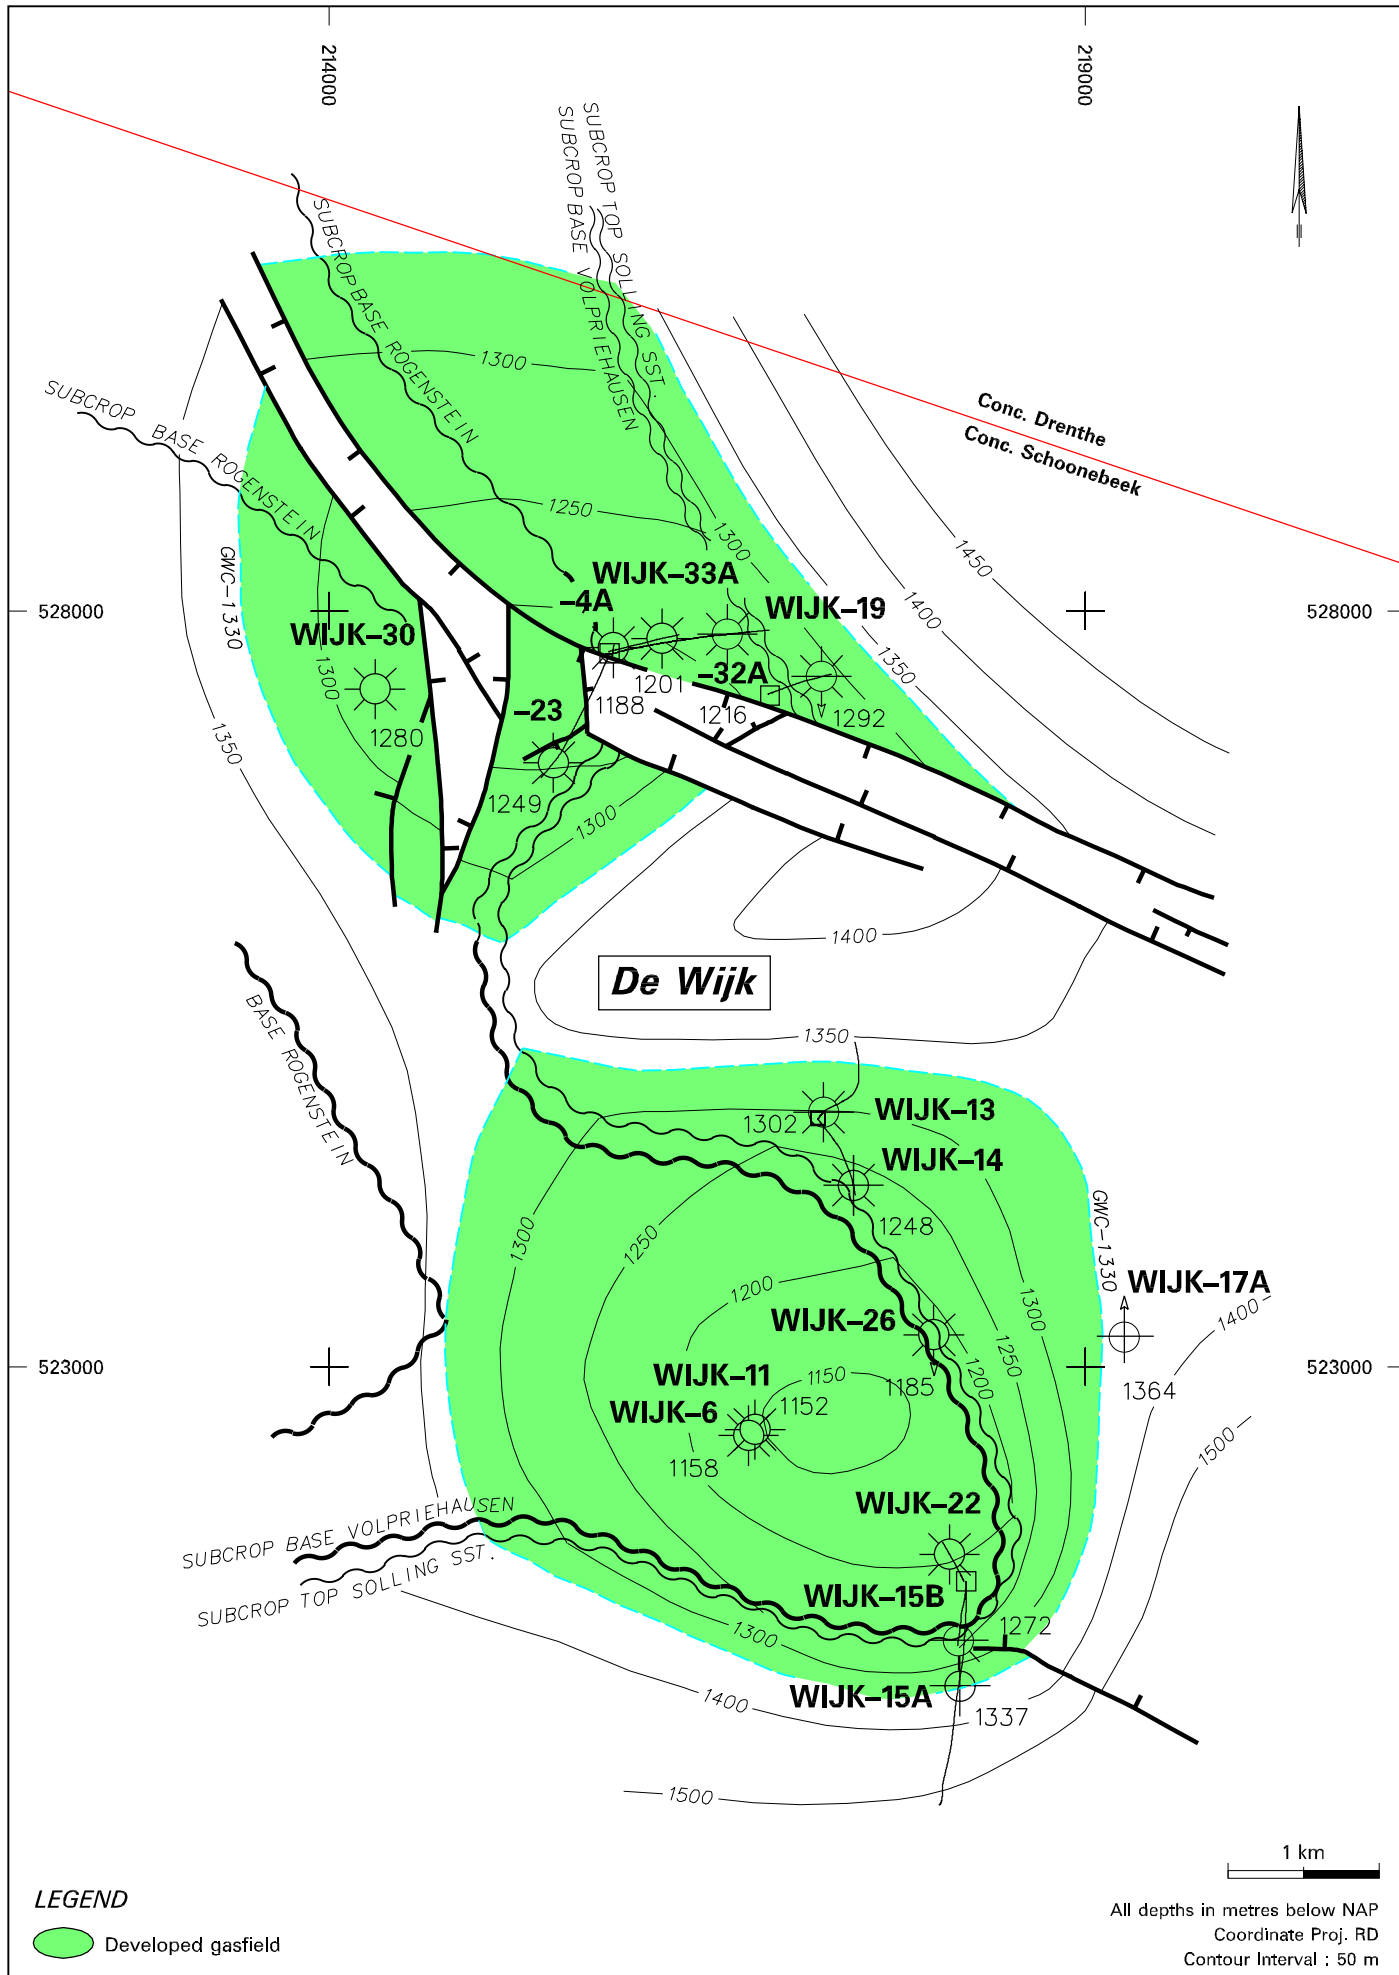 214000
219000
SUBCROP TOP SOLLING SST.
SUBCROP BASE VOLPRIEHAUSEN
SUBCROP BASE ROGENSTEIN
1300
SUBCROP BASE ROGENSTEIN
Conc. Drenthe
Conc. Schoonebeek
1250
1300
1450
1400
1350
GWC-1330
WIJK-33A
-4A
WIJK-19
528000
528000
WIJK-30
1300
-32A
1201
1188
1216
1292
-23
1280
1350
1249
1300
1400
De Wijk
BASE ROGENSTEIN
1350
WIJK-13
1302
WIJK-14
1248
GWC-1330
1300
1250
1200
WIJK-17A
1300
1400
WIJK-26
1250
523000
523000
WIJK-11
1150
1185
1200
1364
1152
WIJK-6
1158
1500
WIJK-22
SUBCROP BASE VOLPRIEHAUSEN
SUBCROP TOP SOLLING SST.
WIJK-15B
1300
1272
1400
WIJK-15A
1337
1500
1 km
LEGEND
Developed gasfield
All depths in metres below NAP
Coordinate Proj. RD
Contour Interval : 50 m